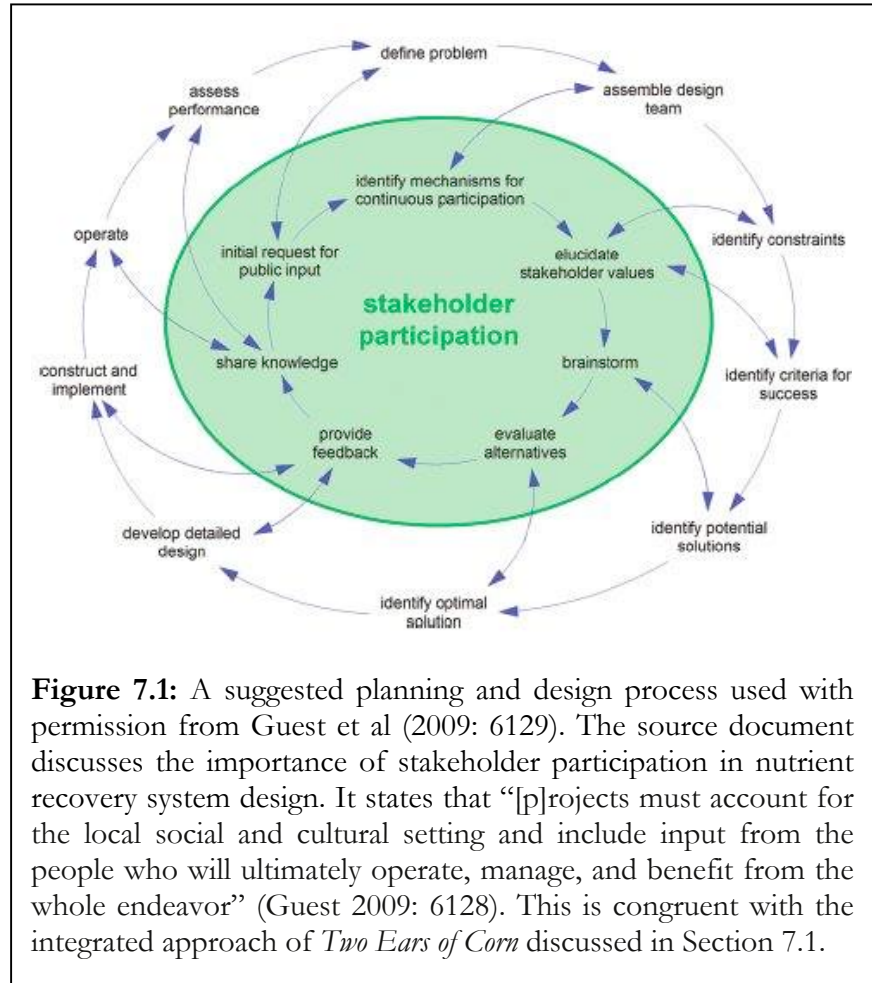 define problem
assemble design
team
identify constraints
identify criteria for
success
identify potential
solutions
identify optimal
solution
develop detailed
design
construct and
implement
operate
assess
performance
identify mechanisms for
continuous participation
elucidate
stakeholder values
brainstorm
evaluate
alternatives
provide
feedback
share knowledge
initial request for
public input
stakeholder
participation
Figure 7.1: A suggested planning and design process used with
permission from Guest et al (2009: 6129). The source document
discusses the importance of stakeholder participation in nutrient
recovery system design. It states that “[p]rojects must account for
the local social and cultural setting and include input from the
people who will ultimately operate, manage, and benefit from the
whole endeavor” (Guest 2009: 6128). This is congruent with the
integrated approach of Two Ears of Corn discussed in Section 7.1.